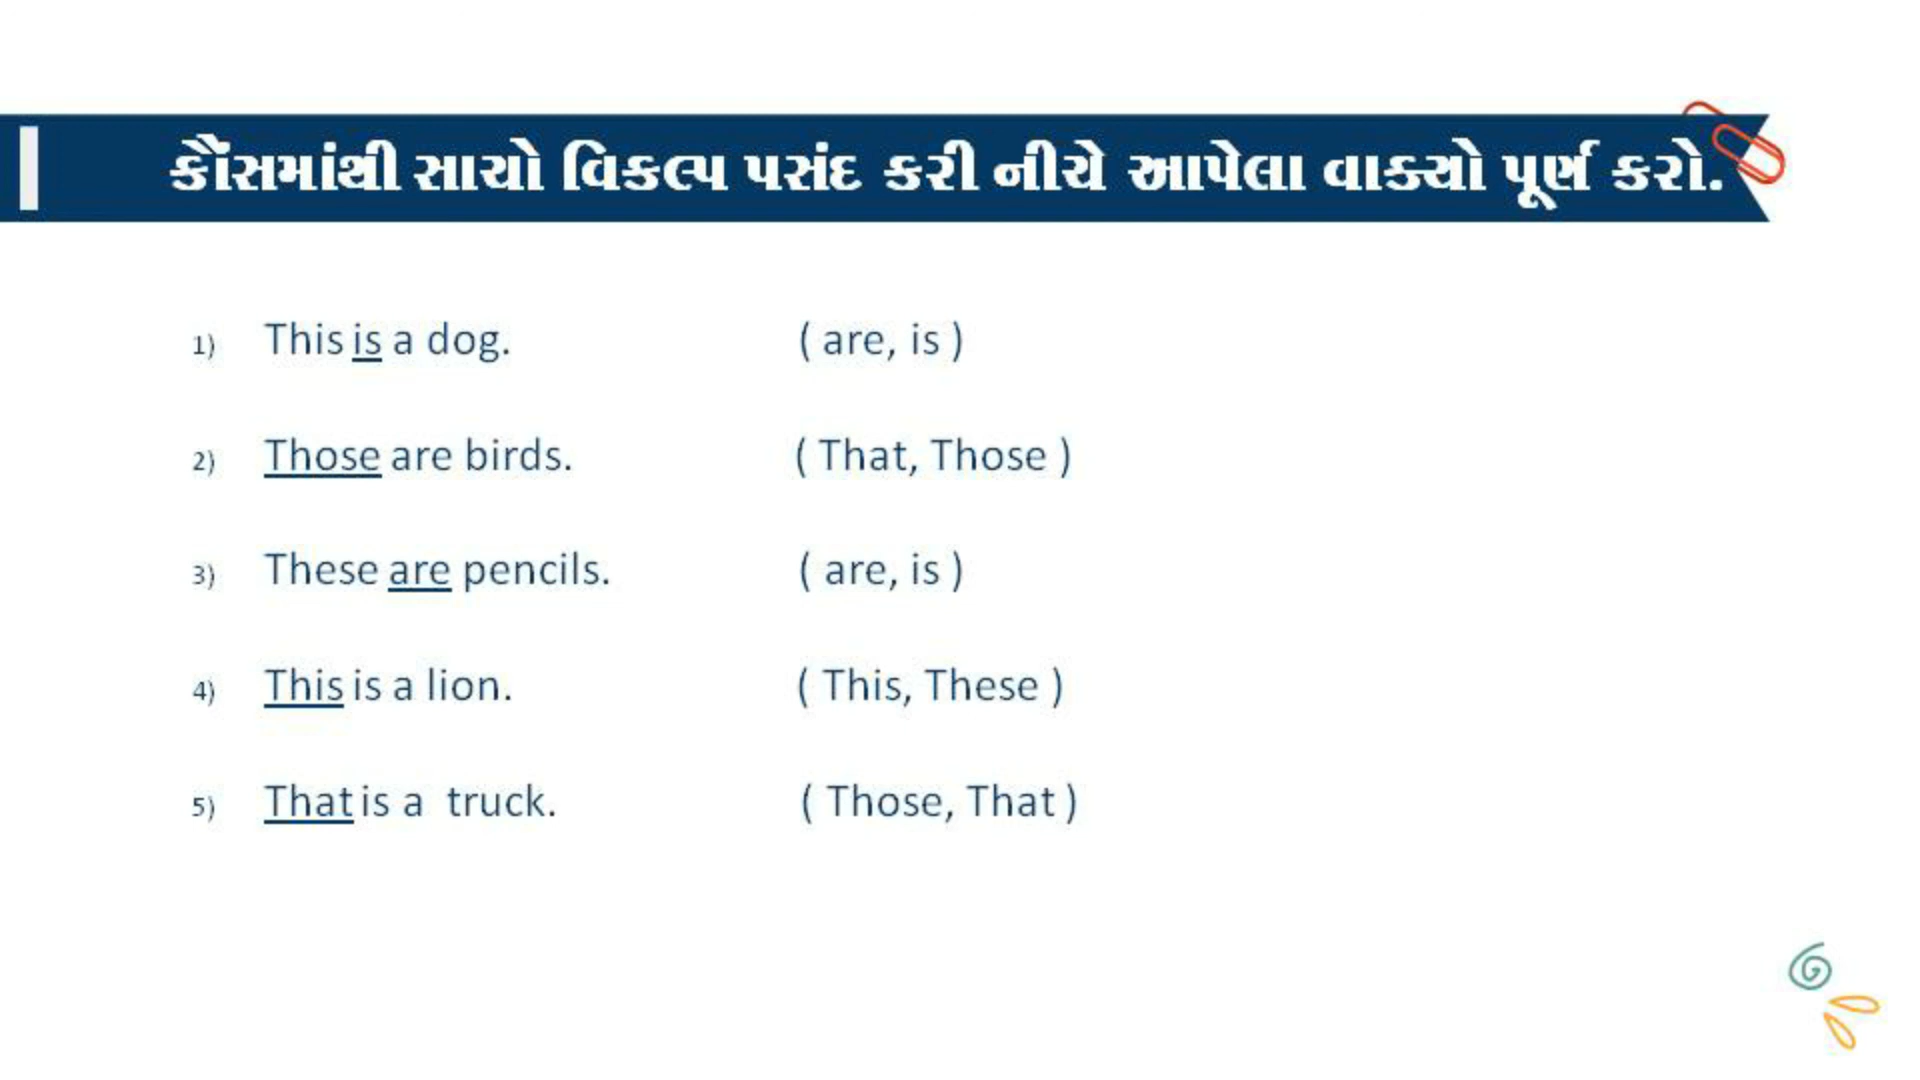 કૌંસમાંથી સાચો વિકલ્પ પસંદ કરી નીચે આપેલા વાક્યો પૂર્ણ કરો.
1) This is a dog. ( are, is )
2) Those are birds. ( That, Those )
3) These are pencils. ( are, is )
4) This is a lion. ( This, These )
5) That is a truck. ( Those, That )